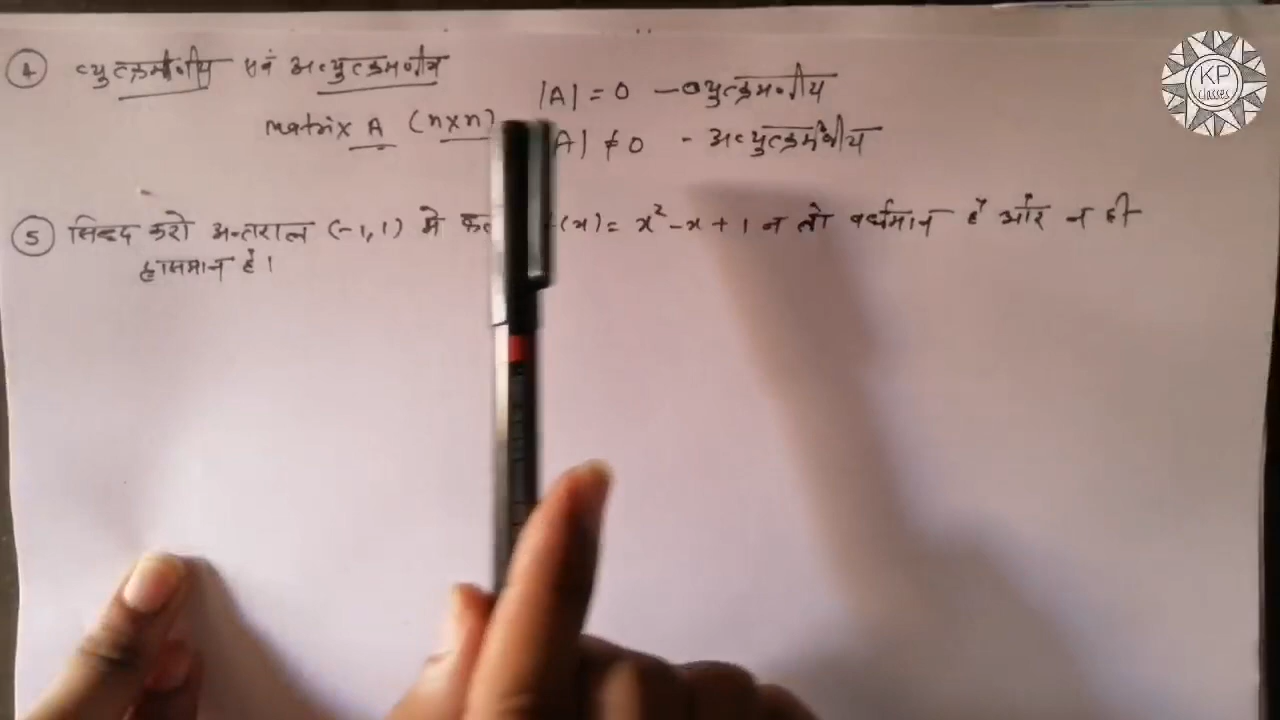 ④ व्युत्क्रमणीय एवं अव्युत्क्रमणीय
|A| = 0 – व्युत्क्रमणीय
matrix A (n×n)
A| ≠ 0 - अव्युत्क्रमणीय
⑤ सिद्ध करो अन्तराल (-1,1) मे (x) = x² - x + 1 न तो वर्धमान है और न ही
ह्रासमान है।
KP
classes